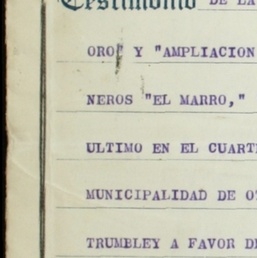 Testimonio DE LA
ORO" Y "AMPLIACION
NEROS "EL MARRO,"
ULTIMO EN EL CUART
MUNICIPALIDAD DE O
TRUMBLEY A FAVOR D